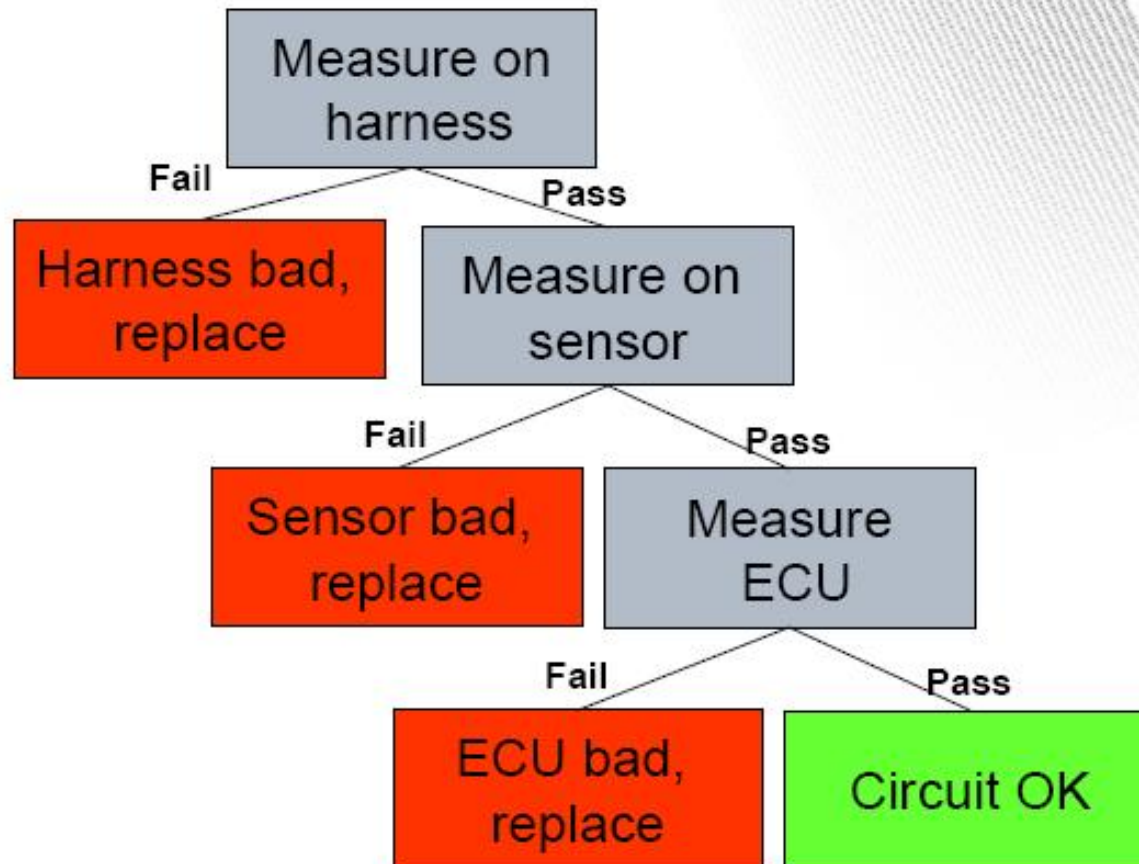 Measure on
harness
Fail
Pass
Harness bad,
replace
Measure on
sensor
Fail
Pass
Sensor bad,
replace
Measure
ECU
Fail
Pass
ECU bad,
replace
Circuit OK